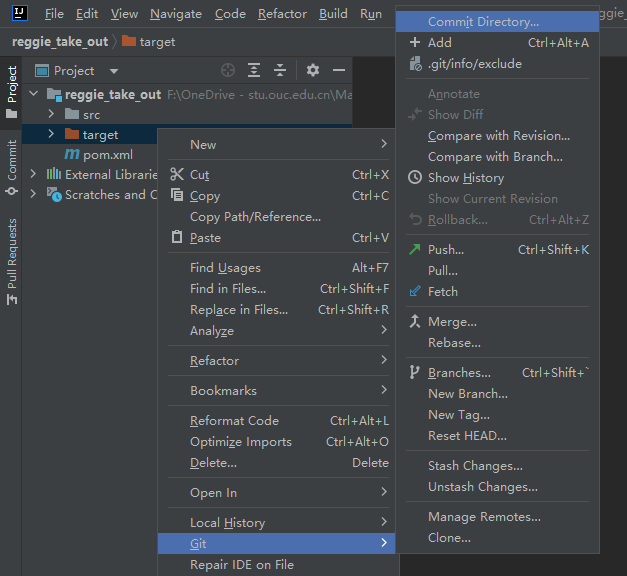 IJ File Edit View Navigate Code Refactor Build Run
reggie_
reggie_take_out target
Project
Commit
Pull Requests
Project
reggie_take_out F:\OneDrive - stu.ouc.edu.cn\Ma
src
target
pom.xml
External Librarie
Scratches and C
New
Cut Ctrl+X
Copy Ctrl+C
Copy Path/Reference...
Paste Ctrl+V
Find Usages Alt+F7
Find in Files... Ctrl+Shift+F
Replace in Files... Ctrl+Shift+R
Analyze
Refactor
Bookmarks
Reformat Code Ctrl+Alt+L
Optimize Imports Ctrl+Alt+O
Delete... Delete
Open In
Local History
Git
Repair IDE on File
Commit Directory...
Add Ctrl+Alt+A
.git/info/exclude
Annotate
Show Diff
Compare with Revision...
Compare with Branch...
Show History
Show Current Revision
Rollback... Ctrl+Alt+Z
Push... Ctrl+Shift+K
Pull...
Fetch
Merge...
Rebase...
Branches... Ctrl+Shift+`
New Branch...
New Tag...
Reset HEAD...
Stash Changes...
Unstash Changes...
Manage Remotes...
Clone...